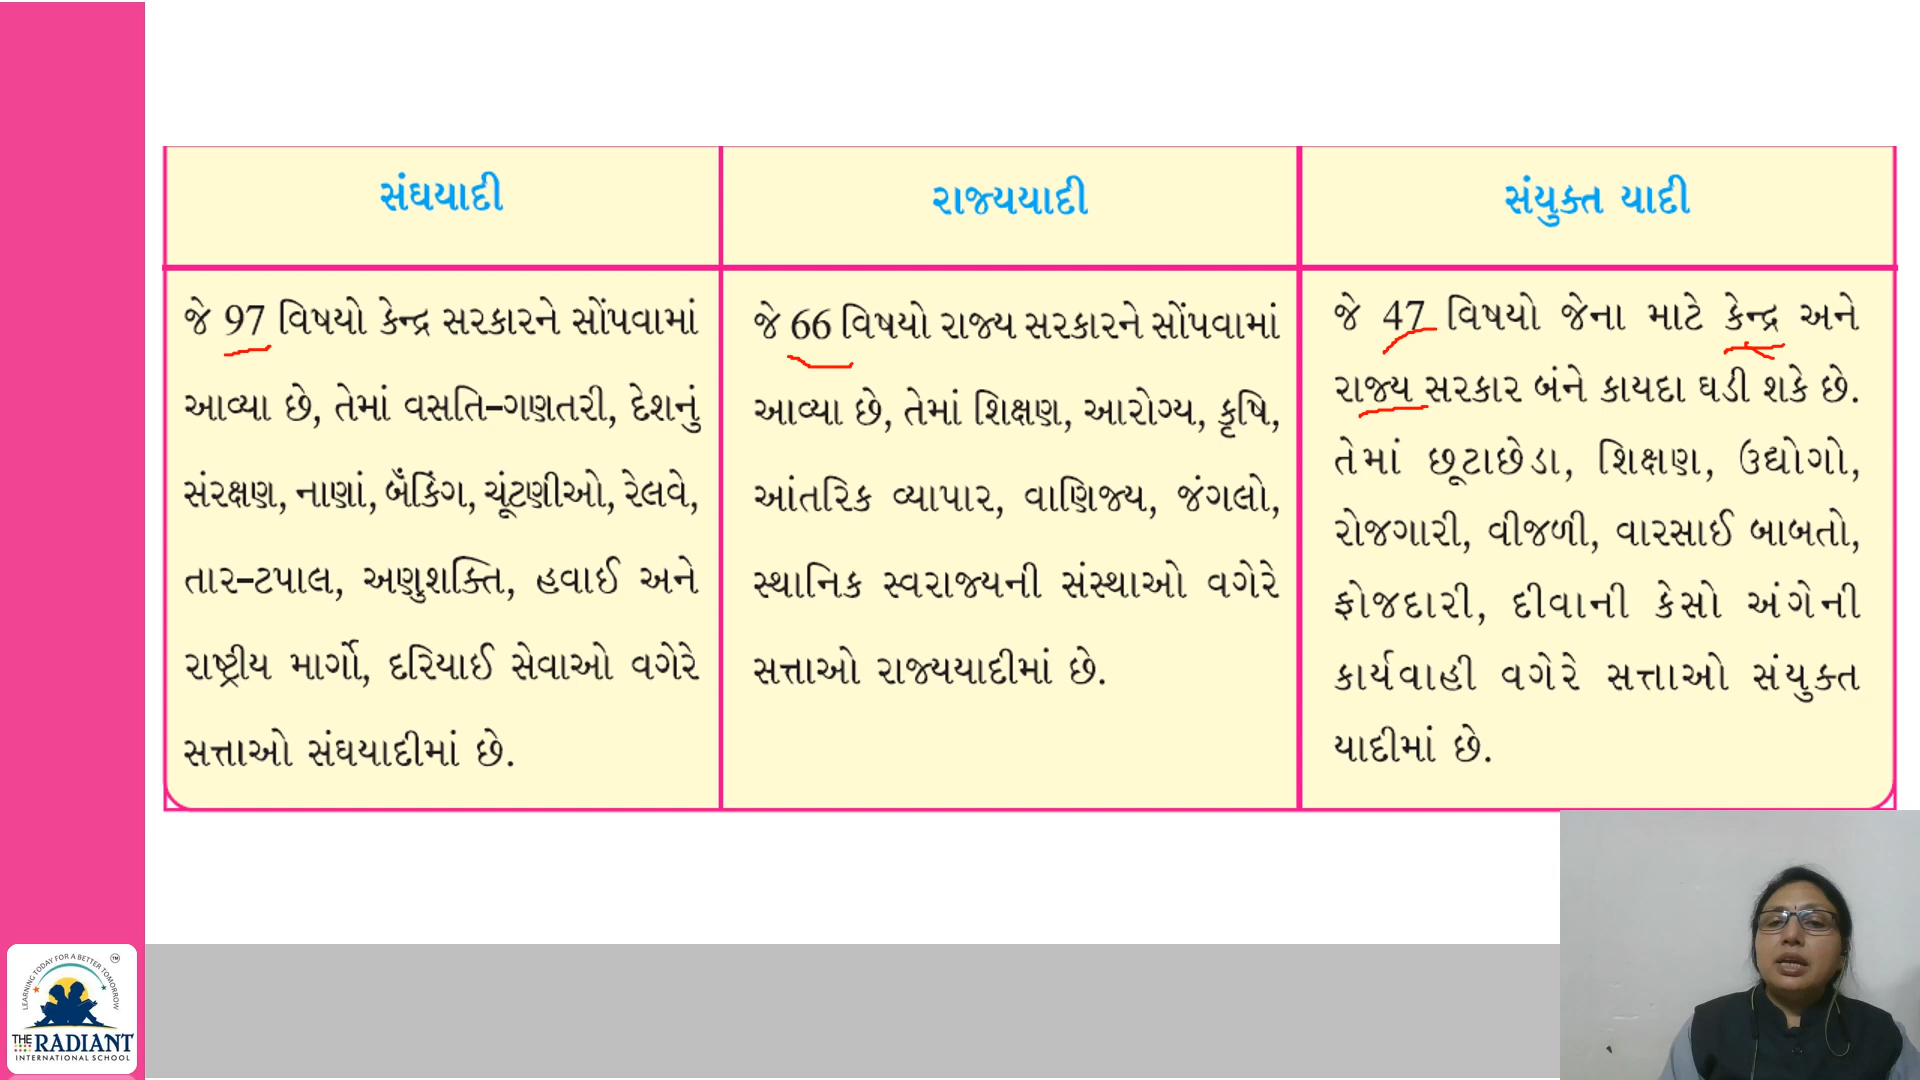 સંઘયાદી
જે 97 વિષયો કેન્દ્ર સરકારને સોંપવામાં
આવ્યા છે, તેમાં વસતિ–ગણતરી, દેશનું
સંરક્ષણ, નાણાં, બૅંકિંગ, ચૂંટણીઓ, રેલવે,
તાર–ટપાલ, અણુશક્તિ, હવાઈ અને
રાષ્ટ્રીય માર્ગો, દરિયાઈ સેવાઓ વગેરે
સત્તાઓ સંઘયાદીમાં છે.
રાજ્યયાદી
જે 66 વિષયો રાજ્ય સરકારને સોંપવામાં
આવ્યા છે, તેમાં શિક્ષણ, આરોગ્ય, કૃષિ,
આંતરિક વ્યાપાર, વાણિજ્ય, જંગલો,
સ્થાનિક સ્વરાજ્યની સંસ્થાઓ વગેરે
સત્તાઓ રાજ્યયાદીમાં છે.
સંયુક્ત યાદી
જે 47 વિષયો જેના માટે કેન્દ્ર અને
રાજ્ય સરકાર બંને કાયદા ઘડી શકે છે.
તેમાં છૂટાછેડા, શિક્ષણ, ઉદ્યોગો,
રોજગારી, વીજળી, વારસાઈ બાબતો,
ફોજદારી, દીવાની કેસો અંગેની
કાર્યવાહી વગેરે સત્તાઓ સંયુક્ત
યાદીમાં છે.
LEARNING TODAY FOR A BETTER TOMORROW
TM
THE RADIANT
INTERNATIONAL SCHOOL